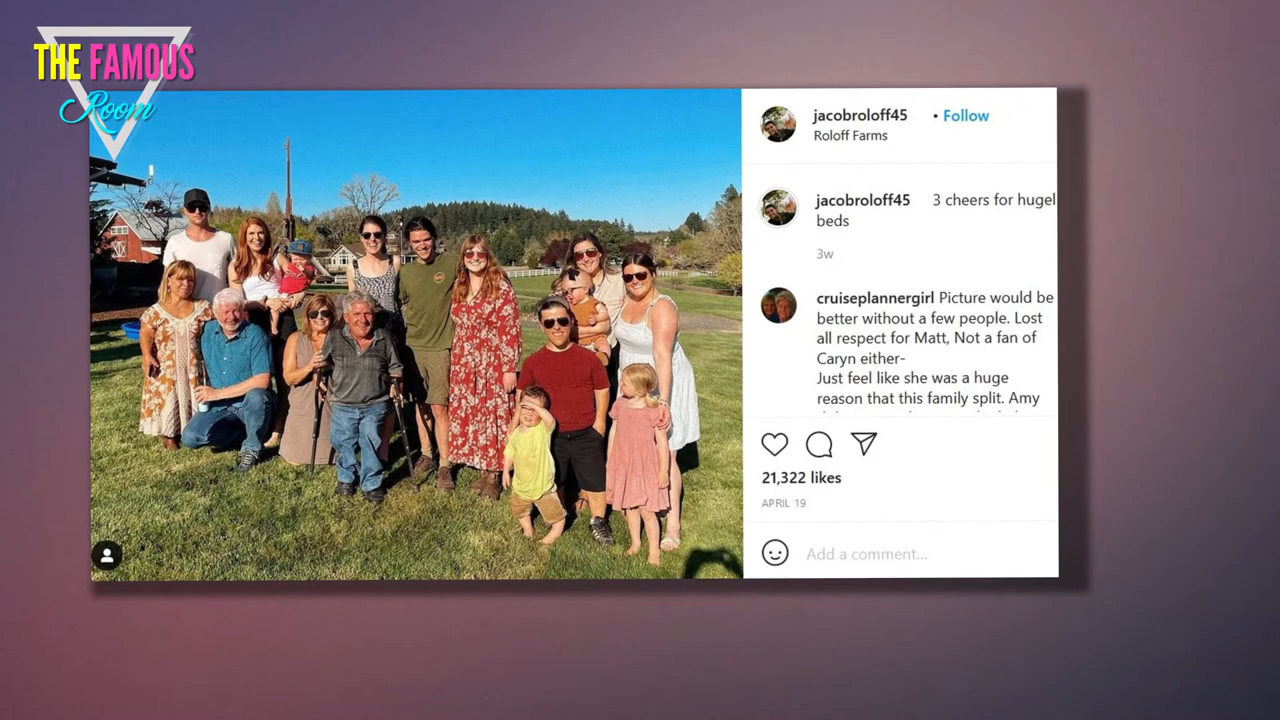 THE FAMOUS
Room
jacobroloff45 • Follow
Roloff Farms
jacobroloff45 3 cheers for hugel
beds
3w
cruiseplannergirl Picture would be
better without a few people. Lost
all respect for Matt, Not a fan of
Caryn either-
Just feel like she was a huge
reason that this family split. Amy
21,322 likes
APRIL 19
Add a comment...